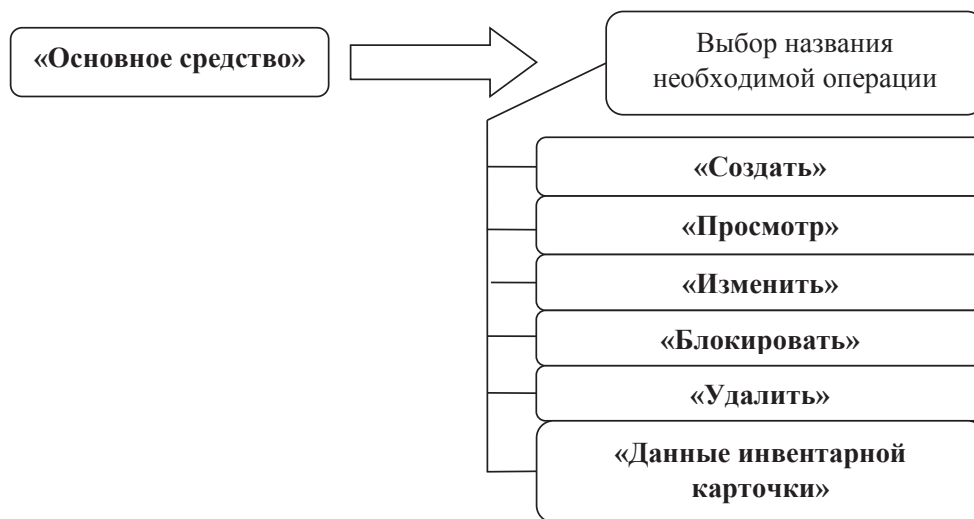 «Основное средство»
Выбор названия
необходимой операции
«Создать»
«Просмотр»
«Изменить»
«Блокировать»
«Удалить»
«Данные инвентарной
карточки»